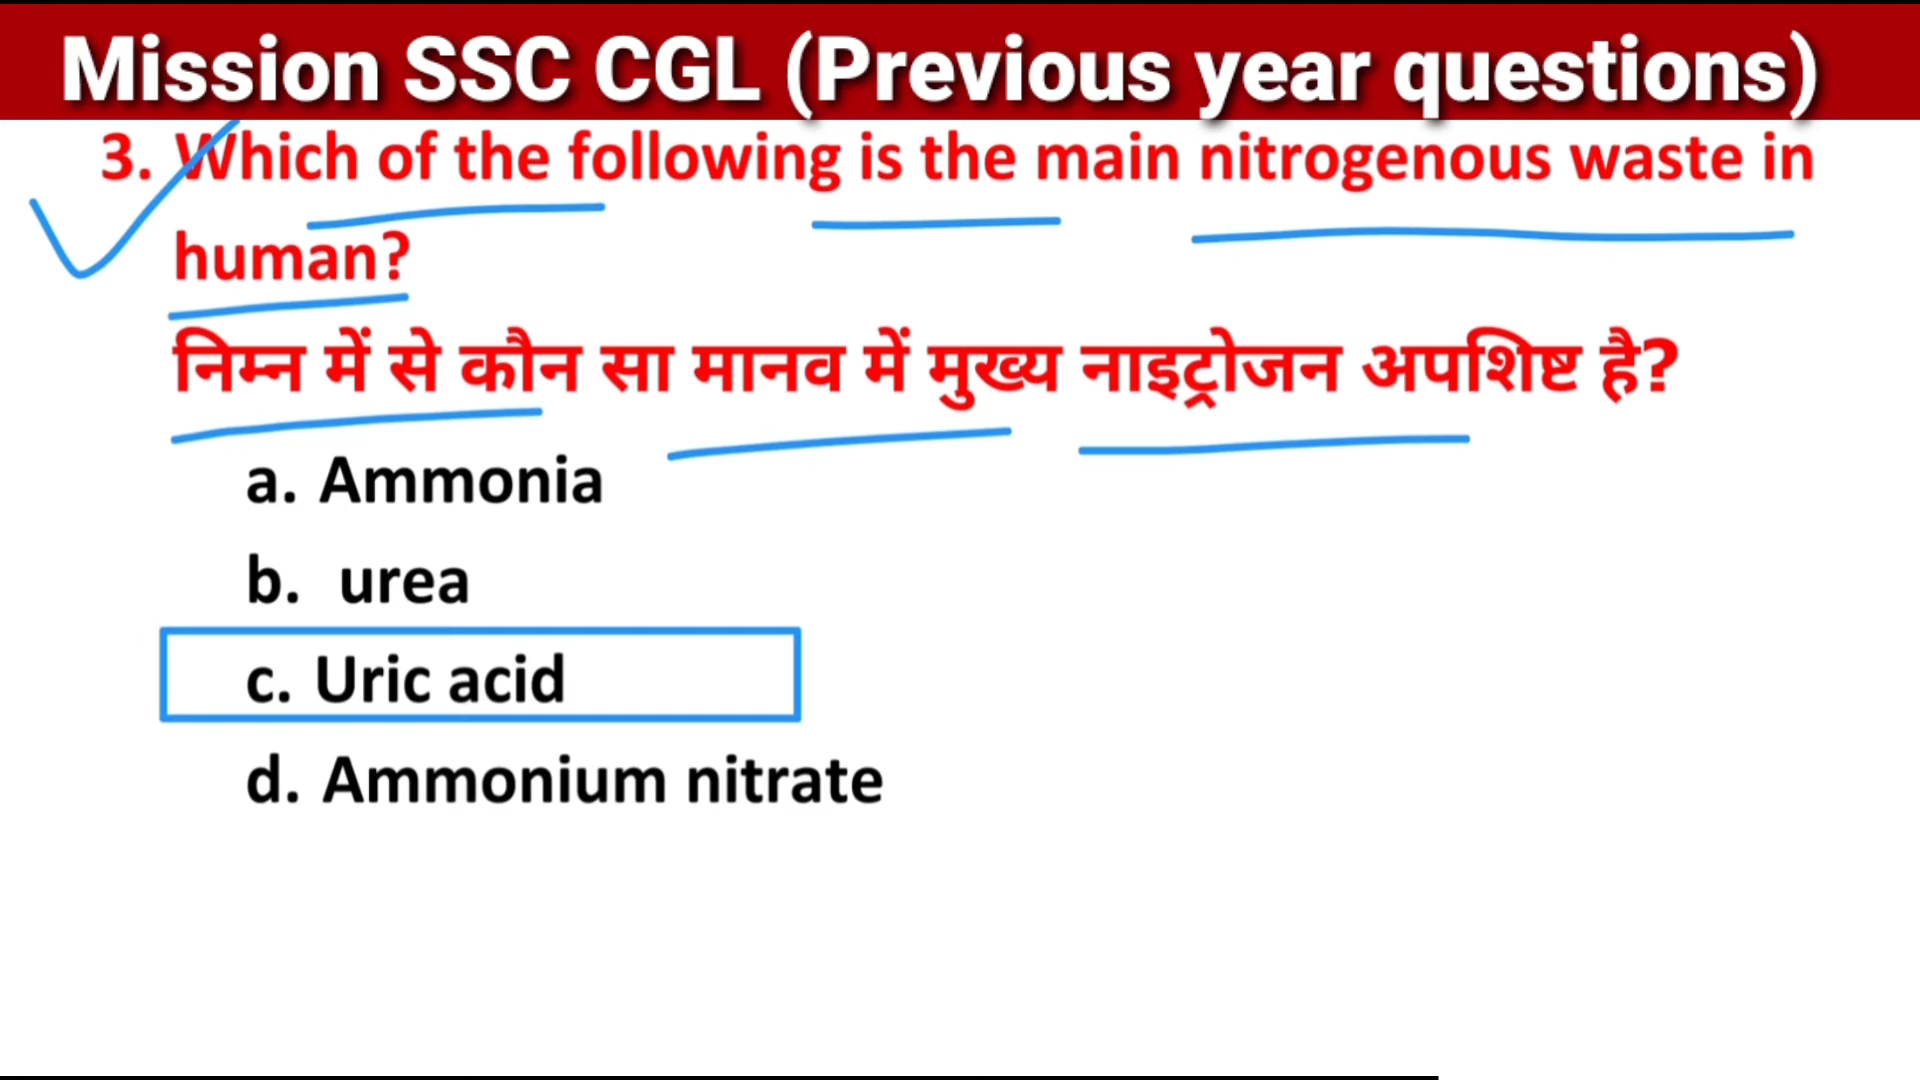 Mission SSC CGL (Previous year questions)
3. Which of the following is the main nitrogenous waste in
human?
निम्न में से कौन सा मानव में मुख्य नाइट्रोजन अपशिष्ट है?
a. Ammonia
b. urea
c. Uric acid
d. Ammonium nitrate